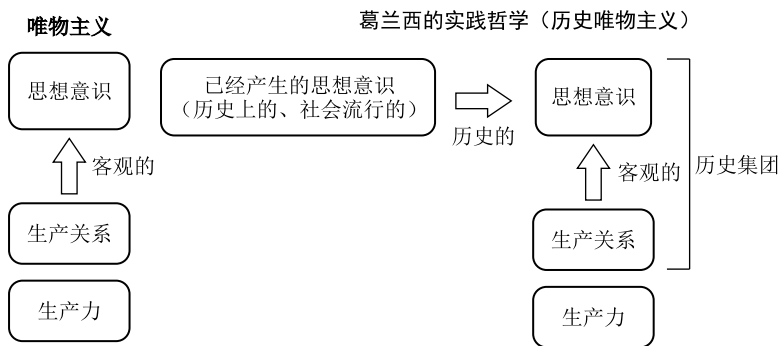 唯物主义
葛兰西的实践哲学（历史唯物主义）
思想意识
已经产生的思想意识
（历史上的、社会流行的）
历史的
思想意识
客观的
客观的
历史集团
生产关系
生产关系
生产力
生产力